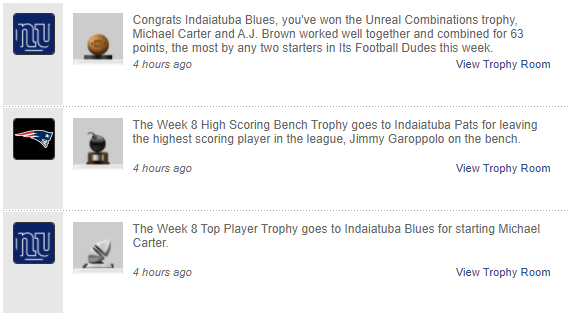 Congrats Indaiatuba Blues, you've won the Unreal Combinations trophy,
Michael Carter and A.J. Brown worked well together and combined for 63
points, the most by any two starters in Its Football Dudes this week.
4 hours ago View Trophy Room
The Week 8 High Scoring Bench Trophy goes to Indaiatuba Pats for leaving
the highest scoring player in the league, Jimmy Garoppolo on the bench.
4 hours ago View Trophy Room
The Week 8 Top Player Trophy goes to Indaiatuba Blues for starting Michael
Carter.
4 hours ago View Trophy Room